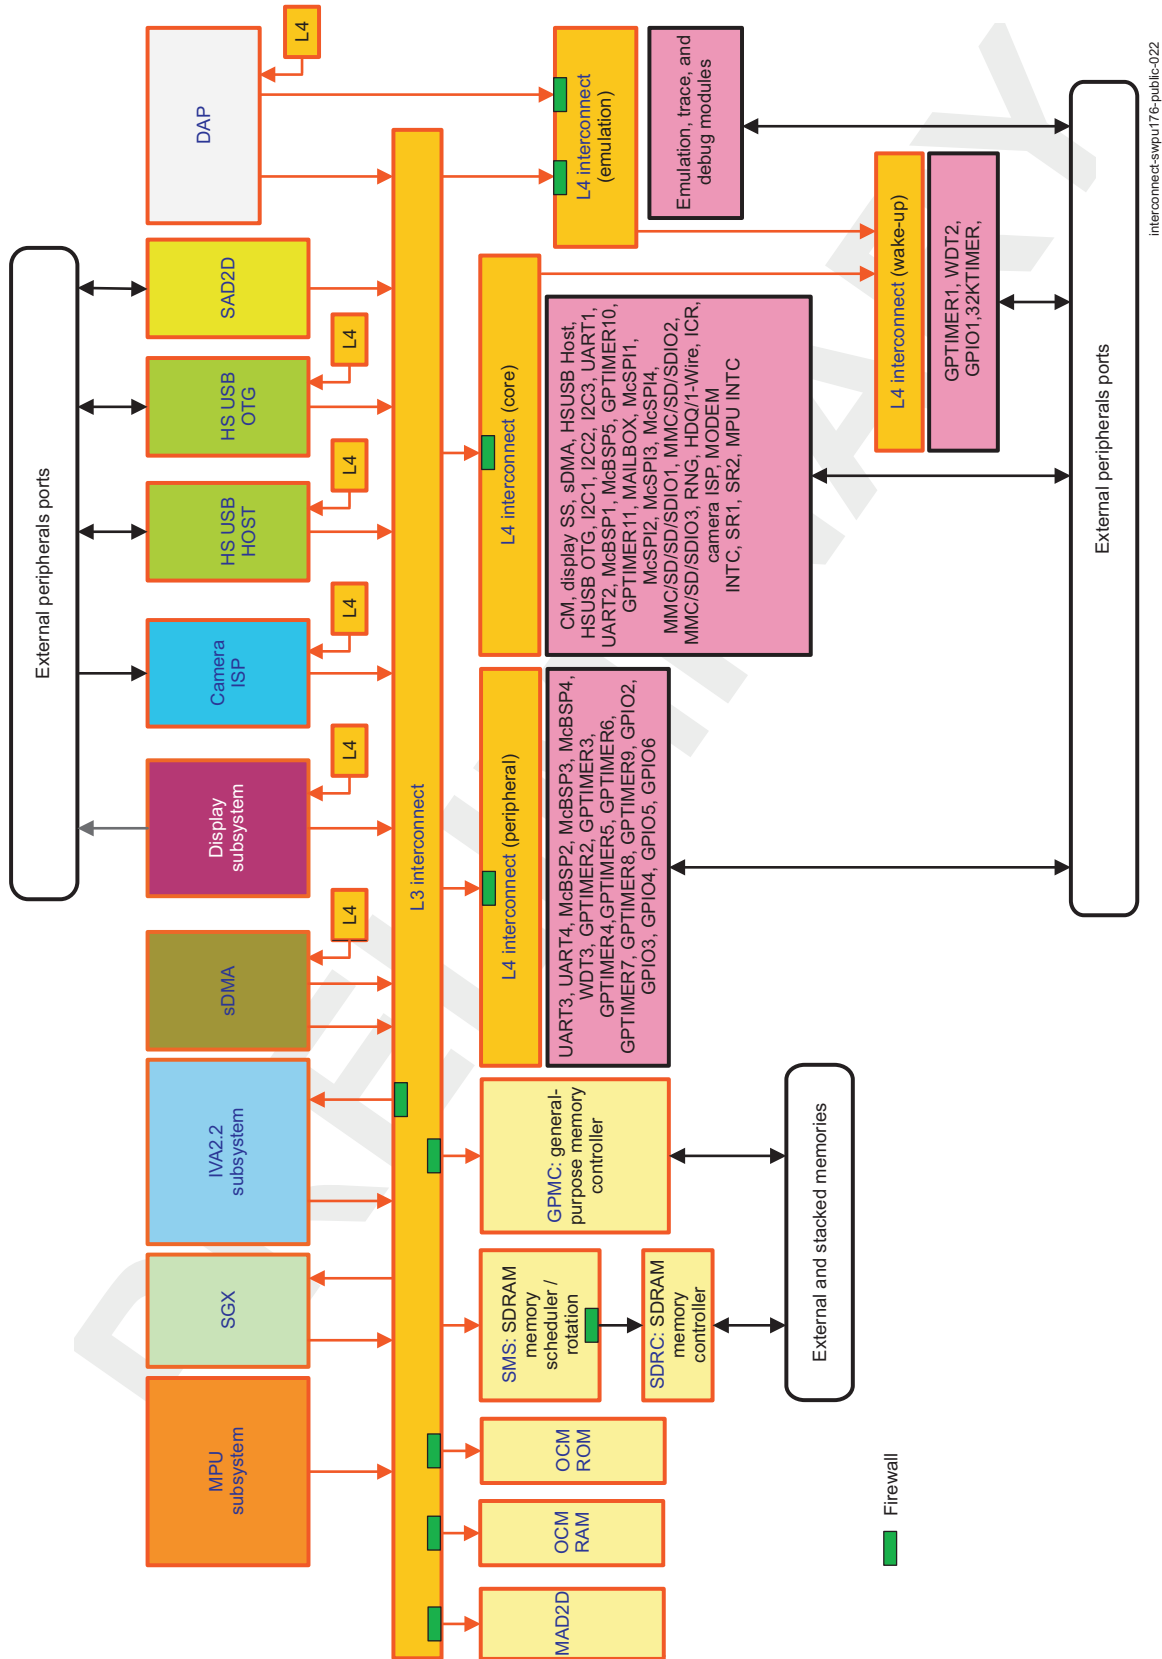 External peripherals ports
MPU
subsystem
SGX
IVA2.2
subsystem
sDMA
Display
subsystem
Camera
ISP
HS USB
HOST
HS USB
OTG
SAD2D
DAP
L4
L4
L4
L4
L4
L4
L3 interconnect
MAD2D
OCM
RAM
OCM
ROM
SMS: SDRAM
memory
scheduler /
rotation
SDRC: SDRAM
memory
controller
GPMC: general-
purpose memory
controller
External and stacked memories
L4 interconnect (peripheral)
UART3, UART4, McBSP2, McBSP3, McBSP4,
WDT3, GPTIMER2, GPTIMER3,
GPTIMER4,GPTIMER5, GPTIMER6,
GPTIMER7, GPTIMER8, GPTIMER9, GPIO2,
GPIO3, GPIO4, GPIO5, GPIO6
L4 interconnect (core)
CM, display SS, sDMA, HSUSB Host,
HSUSB OTG, I2C1, I2C2, I2C3, UART1,
UART2, McBSP1, McBSP5, GPTIMER10,
GPTIMER11, MAILBOX, McSPI1,
McSPI2, McSPI3, McSPI4,
MMC/SD/SDIO1, MMC/SD/SDIO2,
MMC/SD/SDIO3, RNG, HDQ/1-Wire, ICR,
camera ISP, MODEM
INTC, SR1, SR2, MPU INTC
L4 interconnect
(emulation)
Emulation, trace, and
debug modules
L4 interconnect (wake-up)
GPTIMER1, WDT2,
GPIO1,32KTIMER,
External peripherals ports
Firewall
interconnect-swpu176-public-022
PRELIMINARY